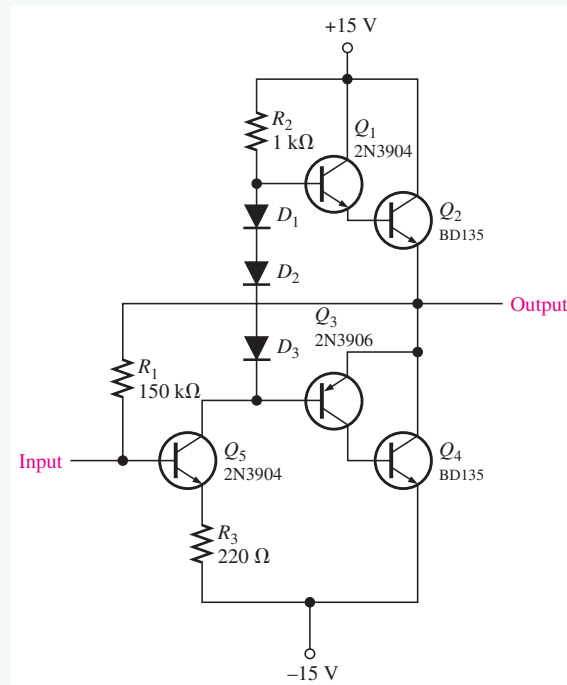 +15 V
R2
1 kΩ
Q1
2N3904
D1
Q2
BD135
D2
Output
Q3
2N3906
D3
R1
150 kΩ
Input
Q5
2N3904
Q4
BD135
R3
220 Ω
–15 V